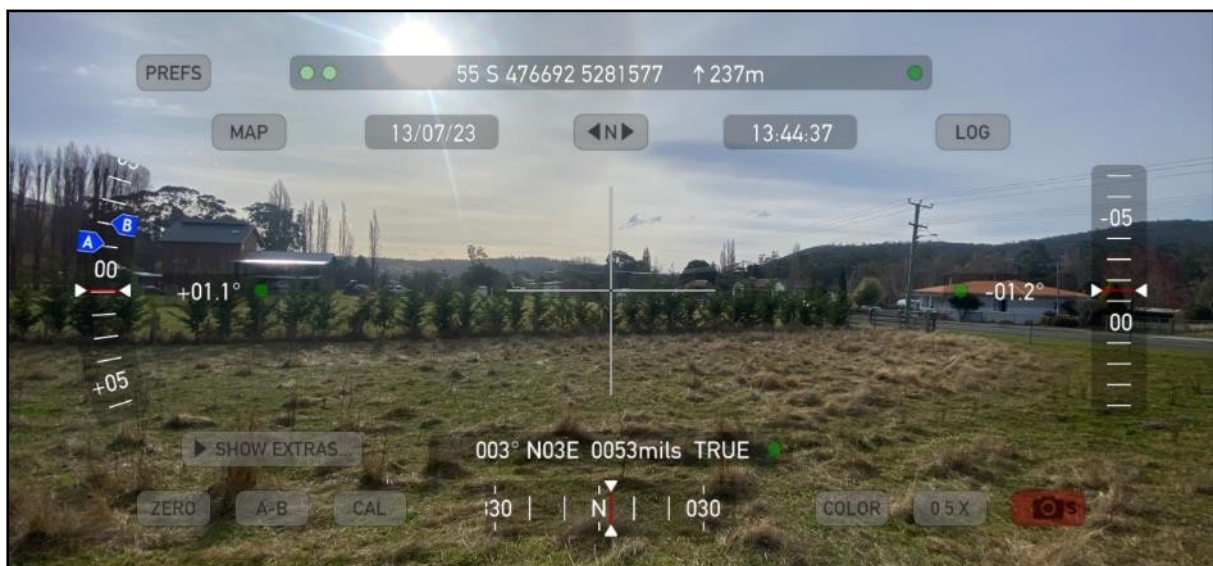 PREFS
55 S 476692 5281577 ↑ 237m
MAP
13/07/23
N
13:44:37
LOG
B
A
00
+05
+01.1°
-01.2°
-05
00
SHOW EXTRAS...
003° N03E 0053mils TRUE
ZERO
A-B
CAL
30
N
030
COLOR
0.5 X
S